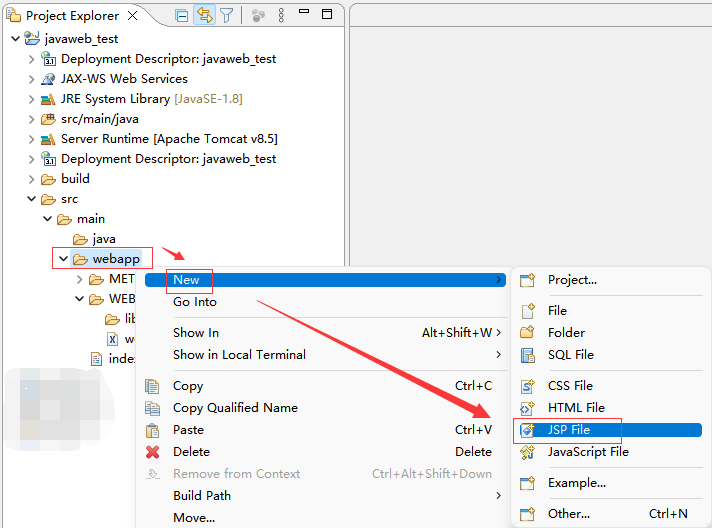 Project Explorer
javaweb_test
Deployment Descriptor: javaweb_test
JAX-WS Web Services
JRE System Library [JavaSE-1.8]
src/main/java
Server Runtime [Apache Tomcat v8.5]
Deployment Descriptor: javaweb_test
build
src
main
java
webapp
MET
WEB
lib
we
index
New
Go Into
Show In Alt+Shift+W
Show in Local Terminal
Copy Ctrl+C
Copy Qualified Name
Paste Ctrl+V
Delete Delete
Remove from Context Ctrl+Alt+Shift+Down
Build Path
Move...
Project...
File
Folder
SQL File
CSS File
HTML File
JSP File
JavaScript File
Example...
Other... Ctrl+N